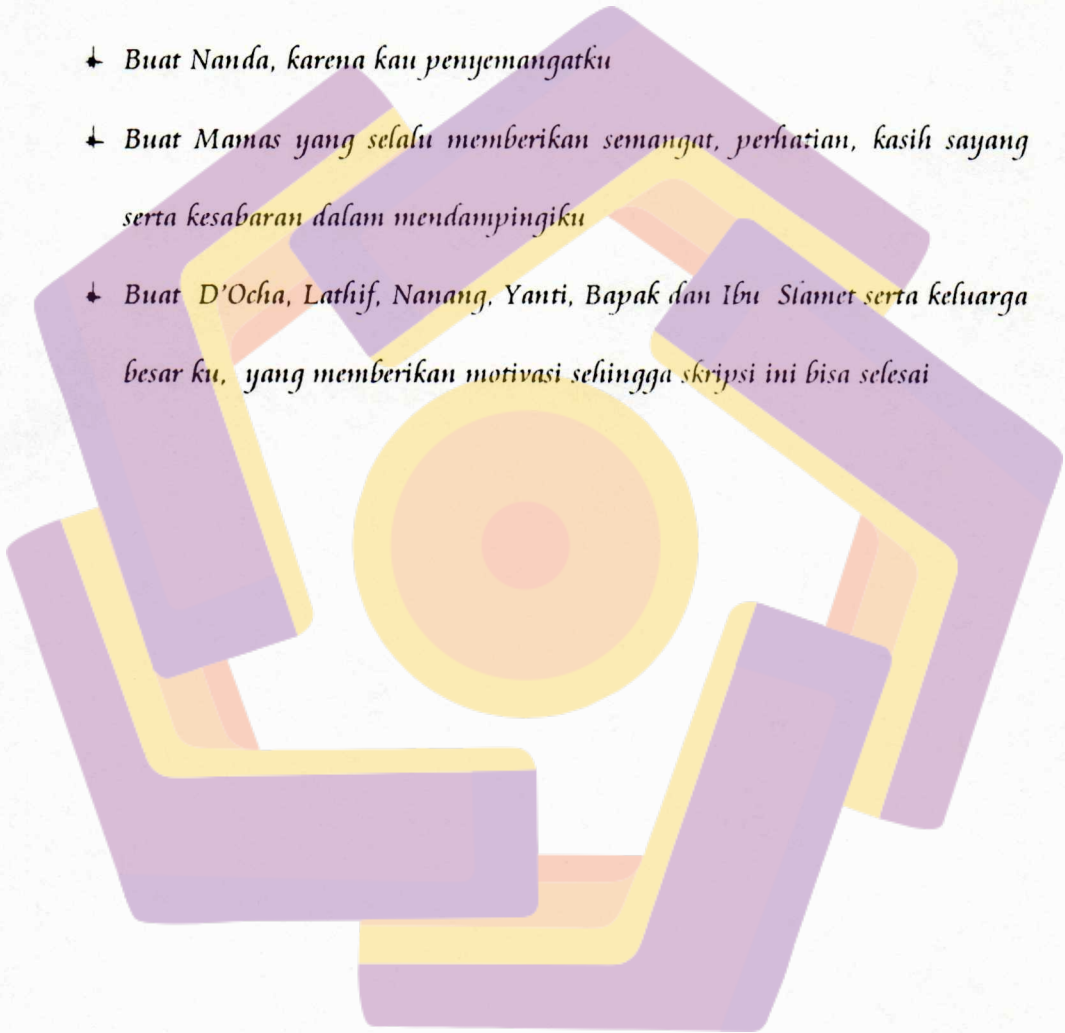 Buat Nanda, karena kau penyemangatku
Buat Mamas yang selalu memberikan semangat, perhatian, kasih sayang
serta kesabaran dalam mendampingiku
Buat D'Ocha, Lathif, Nanang, Yanti, Bapak dan Ibu Slamet serta keluarga
besar ku, yang memberikan motivasi sehingga skripsi ini bisa selesai